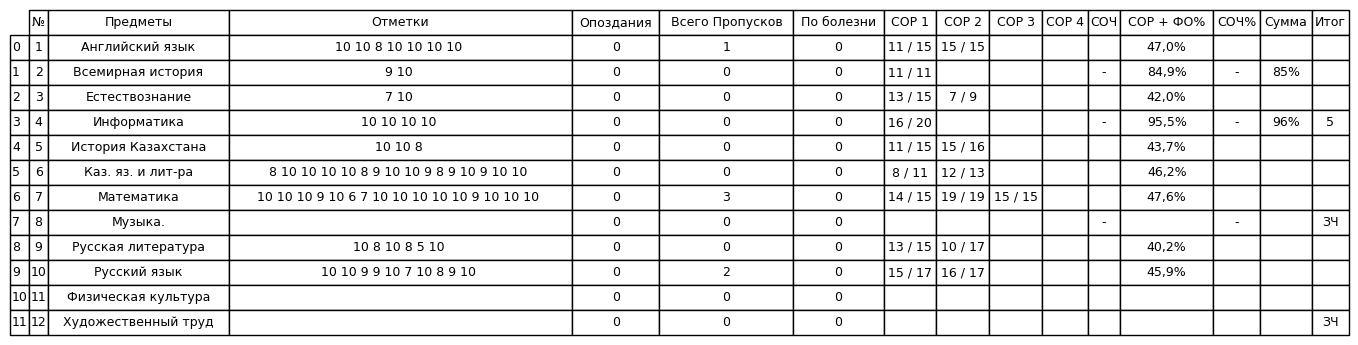 № Предметы Отметки Опоздания Всего Пропусков По болезни СОР 1 СОР 2 СОР 3 СОР 4 СОЧ СОР + ФО% СОЧ% Сумма Итог
0 1 Английский язык 10 10 8 10 10 10 10 0 1 0 11 / 15 15 / 15 47,0%
1 2 Всемирная история 9 10 0 0 0 11 / 11 - 84,9% - 85%
2 3 Естествознание 7 10 0 0 0 13 / 15 7 / 9 42,0%
3 4 Информатика 10 10 10 10 0 0 0 16 / 20 - 95,5% - 96% 5
4 5 История Казахстана 10 10 8 0 0 0 11 / 15 15 / 16 43,7%
5 6 Каз. яз. и лит-ра 8 10 10 10 10 8 9 10 10 9 8 9 10 9 10 10 0 0 0 8 / 11 12 / 13 46,2%
6 7 Математика 10 10 10 9 10 6 7 10 10 10 10 10 9 10 10 10 0 3 0 14 / 15 19 / 19 15 / 15 47,6%
7 8 Музыка. 0 0 0 - - ЗЧ
8 9 Русская литература 10 8 10 8 5 10 0 0 0 13 / 15 10 / 17 40,2%
9 10 Русский язык 10 10 9 9 10 7 10 8 9 10 0 2 0 15 / 17 16 / 17 45,9%
10 11 Физическая культура 0 0 0
11 12 Художественный труд 0 0 0 ЗЧ